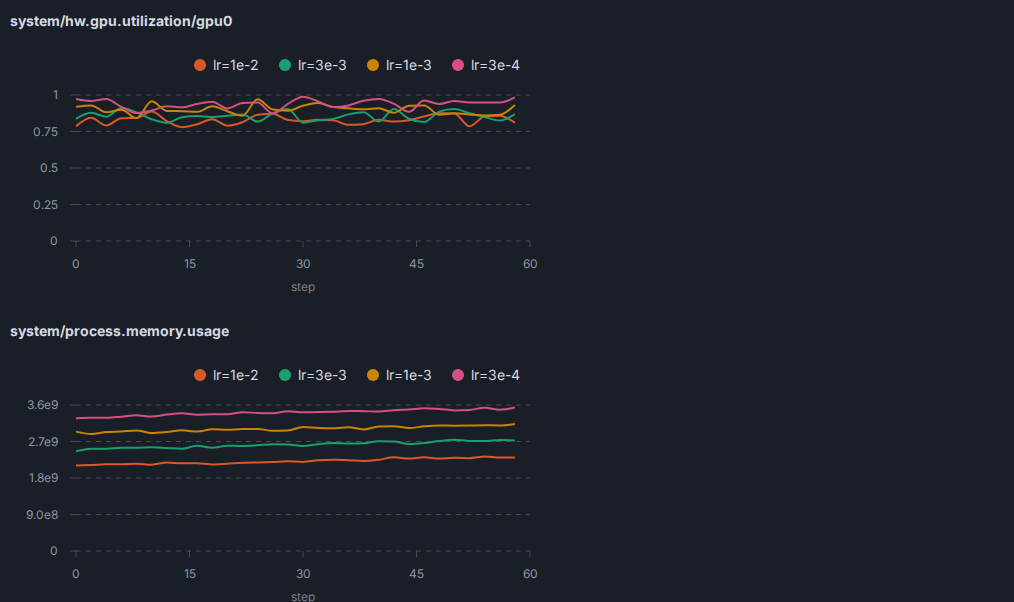 system/hw.gpu.utilization/gpu0
lr=1e-2 lr=3e-3 lr=1e-3 lr=3e-4
1
0.75
0.5
0.25
0
0 15 30 45 60
step
system/process.memory.usage
lr=1e-2 lr=3e-3 lr=1e-3 lr=3e-4
3.6e9
2.7e9
1.8e9
9.0e8
0
0 15 30 45 60
step